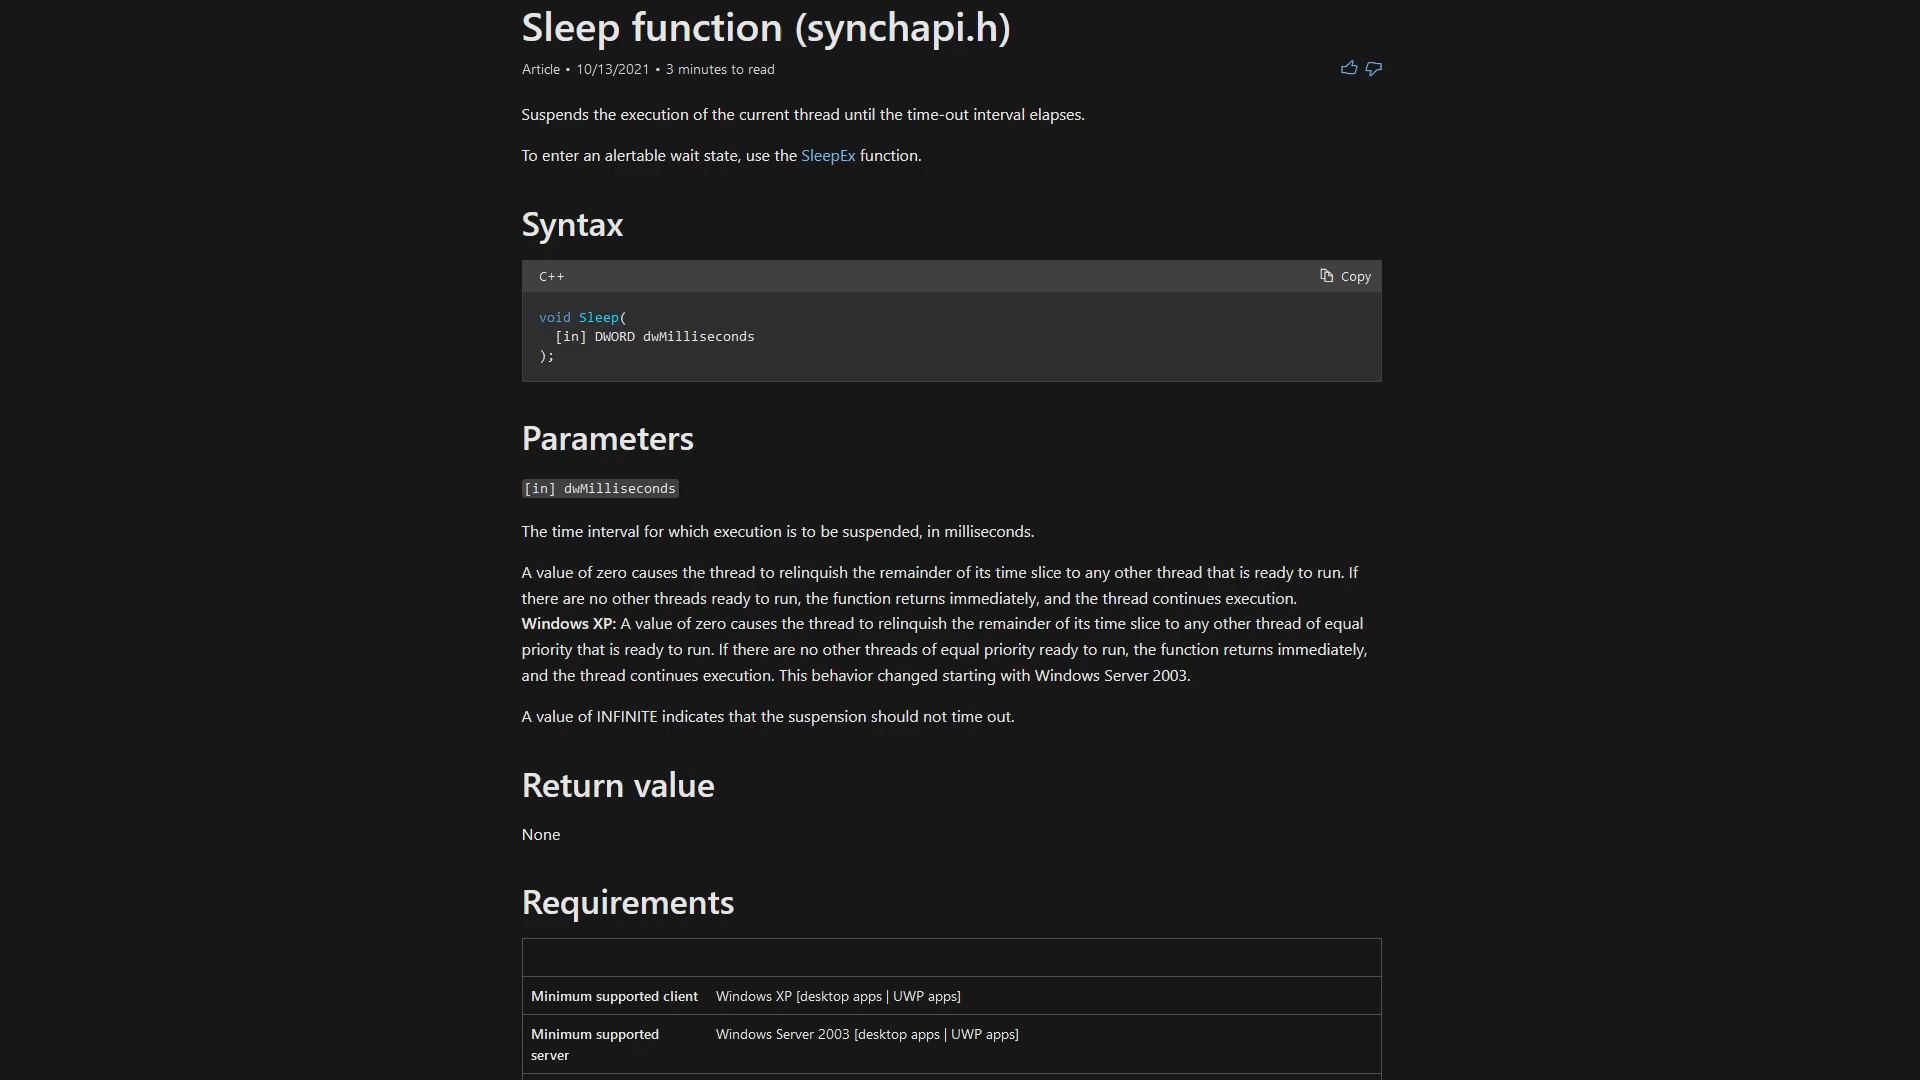 Sleep function (synchapi.h)
Article • 10/13/2021 • 3 minutes to read
Suspends the execution of the current thread until the time-out interval elapses.
To enter an alertable wait state, use the SleepEx function.
Syntax
C++ Copy
void Sleep(
  [in] DWORD dwMilliseconds
);
Parameters
[in] dwMilliseconds
The time interval for which execution is to be suspended, in milliseconds.
A value of zero causes the thread to relinquish the remainder of its time slice to any other thread that is ready to run. If
there are no other threads ready to run, the function returns immediately, and the thread continues execution.
Windows XP: A value of zero causes the thread to relinquish the remainder of its time slice to any other thread of equal
priority that is ready to run. If there are no other threads of equal priority ready to run, the function returns immediately,
and the thread continues execution. This behavior changed starting with Windows Server 2003.
A value of INFINITE indicates that the suspension should not time out.
Return value
None
Requirements
Minimum supported client Windows XP [desktop apps | UWP apps]
Minimum supported Windows Server 2003 [desktop apps | UWP apps]
server